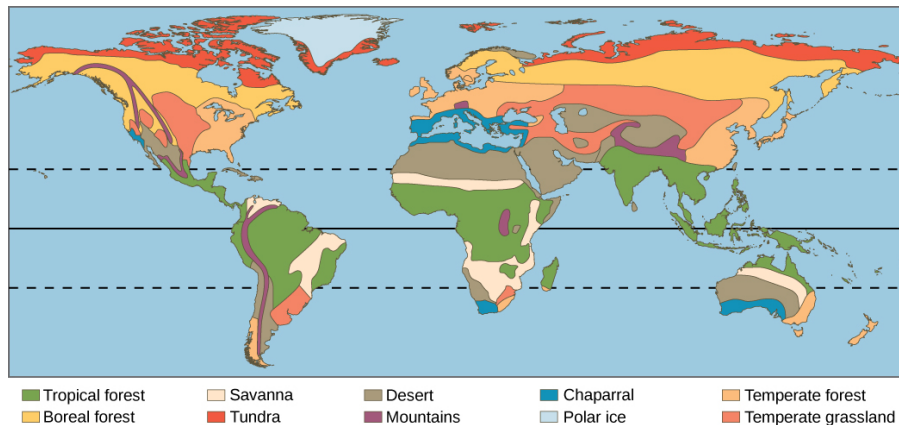 Tropical forest Savanna Desert Chaparral Temperate forest
Boreal forest Tundra Mountains Polar ice Temperate grassland